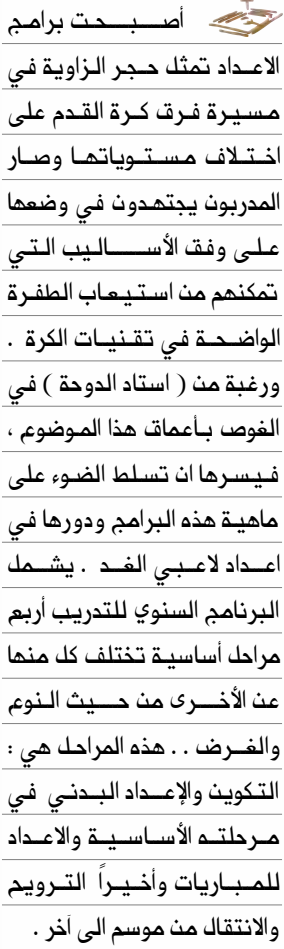 أصبحت برامج
الاعداد تمثل حجر الزاوية في
مسيرة فرق كرة القدم على
اختلاف مستوياتها وصار
المدربون يجتهدون في وضعها
على وفق الأساليب التي
تمكنهم من استيعاب الطفرة
الواضحة في تقنيات الكرة .
ورغبة من ( استاد الدوحة ) في
الغوص بأعماق هذا الموضوع ،
فيسرها ان تسلط الضوء على
ماهية هذه البرامج ودورها في
اعداد لاعبي الغد . يشمل
البرنامج السنوي للتدريب أربع
مراحل أساسية تختلف كل منها
عن الأخرى من حيث النوع
والغرض . . هذه المراحل هي :
التكوين والإعداد البدني في
مرحلته الأساسية والاعداد
للمباريات وأخيراً الترويح
والانتقال من موسم الى آخر .